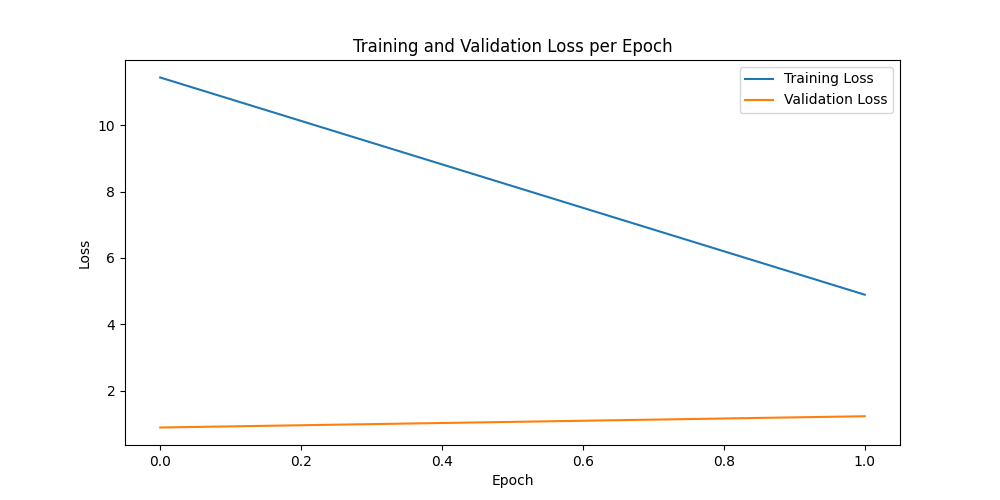 Training and Validation Loss per Epoch
Training Loss
Validation Loss
10
8
6
4
2
Loss
0.0 0.2 0.4 0.6 0.8 1.0
Epoch